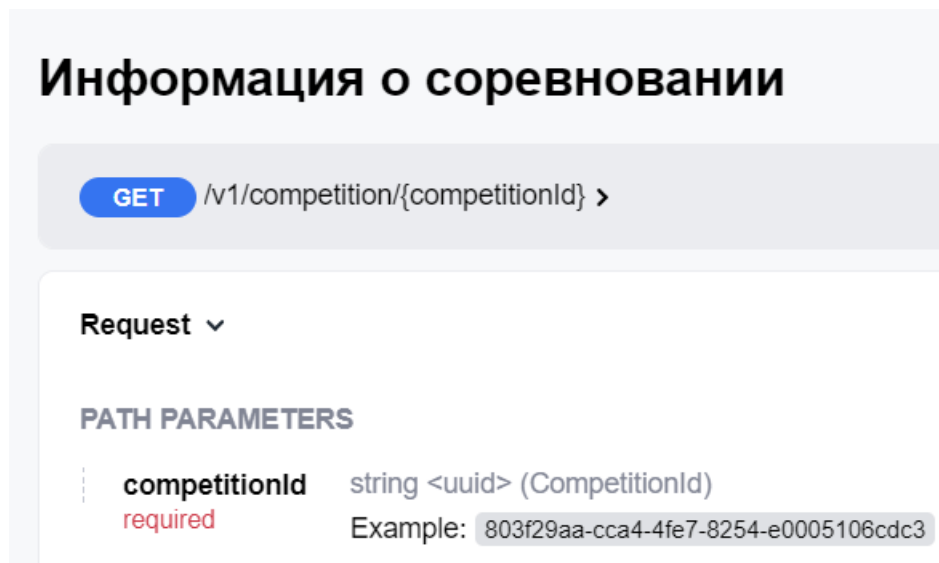 Информация о соревновании
GET /v1/competition/{competitionId} >
Request
PATH PARAMETERS
competitionId string <uuid> (CompetitionId)
required
Example: 803f29aa-cca4-4fe7-8254-e0005106cdc3